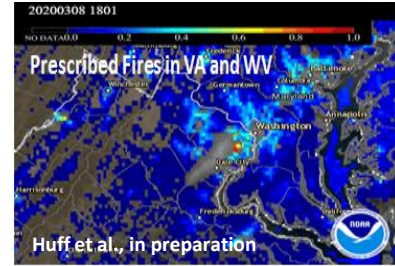 20200308 1801
NO DATA 0.0 0.2 0.4 0.6 0.8 1.0
Prescribed Fires in VA and WV
Frederick
Baltimore
Winchester
Germantown
Columbia
Maryland
Annapolis
Washington
Dale City
Harrisonburg
Fredericksburg
Californi
NOAA
Huff et al., in preparation